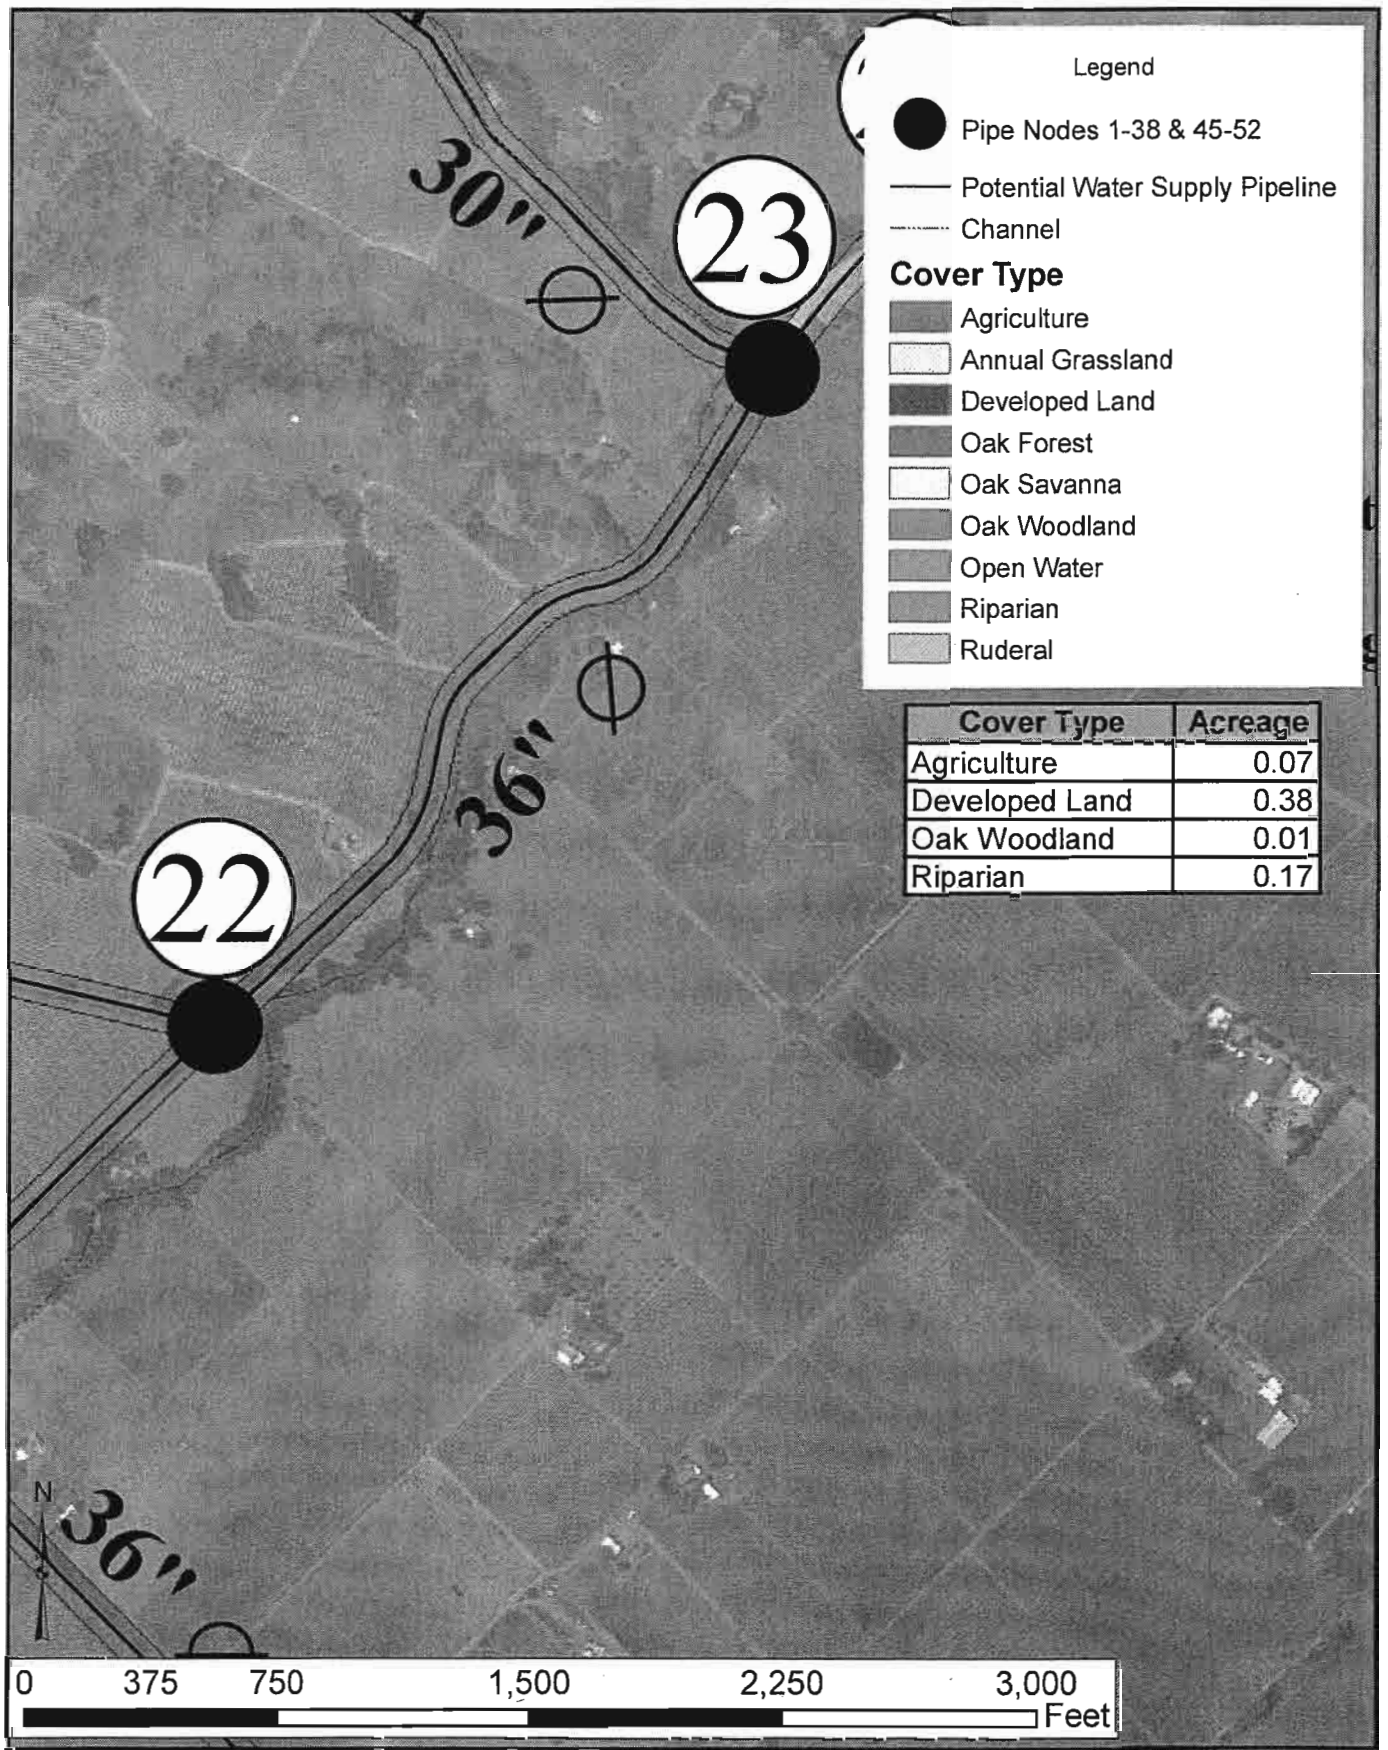 Legend
Pipe Nodes 1-38 & 45-52
Potential Water Supply Pipeline
Channel
Cover Type
Agriculture
Annual Grassland
Developed Land
Oak Forest
Oak Savanna
Oak Woodland
Open Water
Riparian
Ruderal
30"
23
36"
22
Cover Type Acreage
Agriculture 0.07
Developed Land 0.38
Oak Woodland 0.01
Riparian 0.17
N
36"
0 375 750 1,500 2,250 3,000
Feet